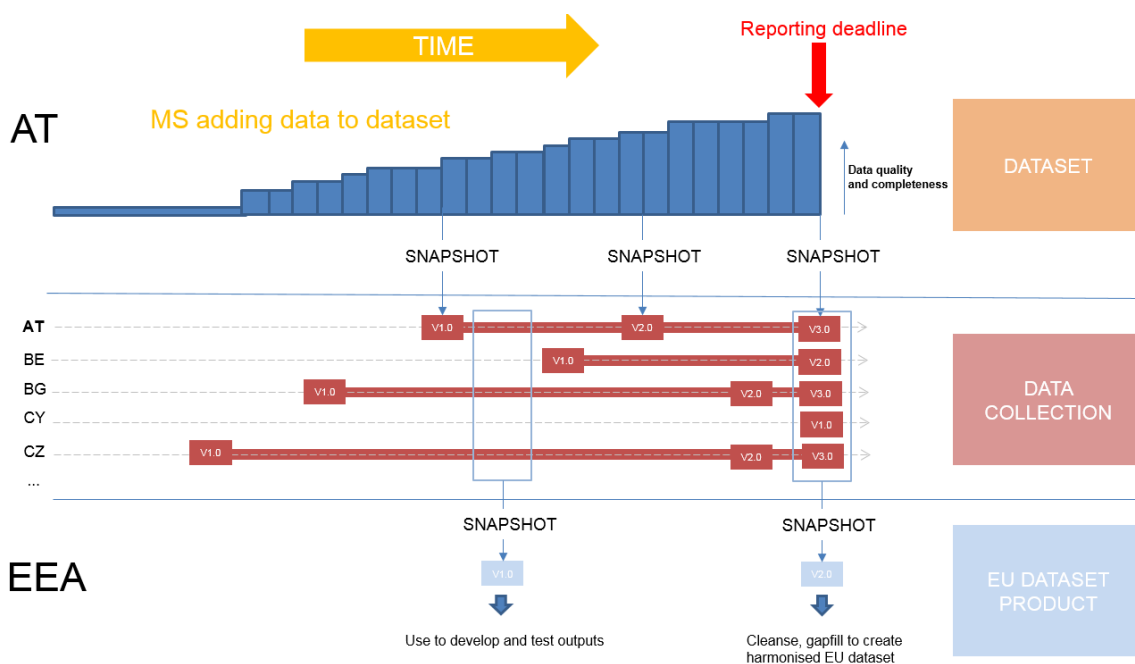 TIME
Reporting deadline
AT
MS adding data to dataset
Data quality
and completeness
DATASET
SNAPSHOT
SNAPSHOT
SNAPSHOT
AT
V1.0
V2.0
V3.0
BE
V1.0
V2.0
BG
V1.0
V2.0
V3.0
CY
V1.0
CZ
V1.0
V2.0
V3.0
...
DATA
COLLECTION
SNAPSHOT
SNAPSHOT
EEA
V1.0
V2.0
EU DATASET
PRODUCT
Use to develop and test outputs
Cleanse, gapfill to create
harmonised EU dataset